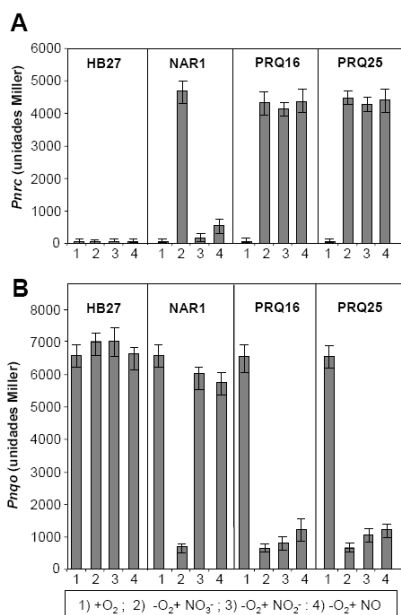 A
Pnrc (unidades Miller)
6000
5000
4000
3000
2000
1000
0
HB27 NAR1 PRQ16 PRQ25
1 2 3 4 1 2 3 4 1 2 3 4 1 2 3 4
B
Pnqo (unidades Miller)
8000
7000
6000
5000
4000
3000
2000
1000
0
HB27 NAR1 PRQ16 PRQ25
1 2 3 4 1 2 3 4 1 2 3 4 1 2 3 4
1) +O₂ ; 2) -O₂+ NO₃⁻ ; 3) -O₂+ NO₂⁻ : 4) -O₂+ NO